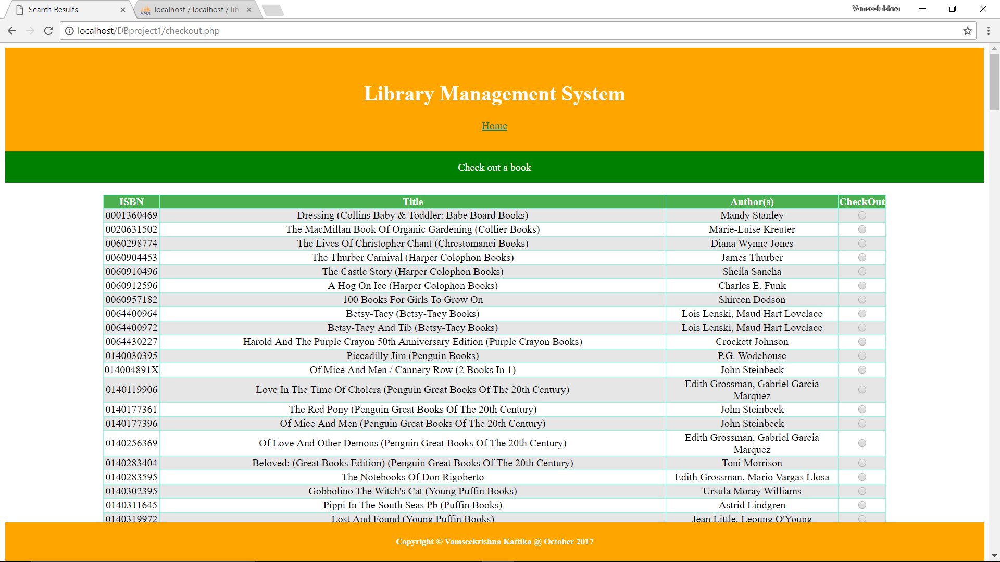 Search Results
PMA localhost / localhost / lib
Vamseekrishna
localhost/DBproject1/checkout.php
Library Management System
Home
Check out a book
ISBN Title Author(s) CheckOut
0001360469 Dressing (Collins Baby & Toddler: Babe Board Books) Mandy Stanley
0020631502 The MacMillan Book Of Organic Gardening (Collier Books) Marie-Luise Kreuter
0060298774 The Lives Of Christopher Chant (Chrestomanci Books) Diana Wynne Jones
0060904453 The Thurber Carnival (Harper Colophon Books) James Thurber
0060910496 The Castle Story (Harper Colophon Books) Sheila Sancha
0060912596 A Hog On Ice (Harper Colophon Books) Charles E. Funk
0060957182 100 Books For Girls To Grow On Shireen Dodson
0064400964 Betsy-Tacy (Betsy-Tacy Books) Lois Lenski, Maud Hart Lovelace
0064400972 Betsy-Tacy And Tib (Betsy-Tacy Books) Lois Lenski, Maud Hart Lovelace
0064430227 Harold And The Purple Crayon 50th Anniversary Edition (Purple Crayon Books) Crockett Johnson
0140030395 Piccadilly Jim (Penguin Books) P.G. Wodehouse
014004891X Of Mice And Men / Cannery Row (2 Books In 1) John Steinbeck
0140119906 Love In The Time Of Cholera (Penguin Great Books Of The 20th Century) Edith Grossman, Gabriel Garcia
Marquez
0140177361 The Red Pony (Penguin Great Books Of The 20th Century) John Steinbeck
0140177396 Of Mice And Men (Penguin Great Books Of The 20th Century) John Steinbeck
0140256369 Of Love And Other Demons (Penguin Great Books Of The 20th Century) Edith Grossman, Gabriel Garcia
Marquez
0140283404 Beloved: (Great Books Edition) (Penguin Great Books Of The 20th Century) Toni Morrison
0140283595 The Notebooks Of Don Rigoberto Edith Grossman, Mario Vargas Llosa
0140302395 Gobbolino The Witch's Cat (Young Puffin Books) Ursula Moray Williams
0140311645 Pippi In The South Seas Pb (Puffin Books) Astrid Lindgren
0140319972 Lost And Found (Young Puffin Books) Jean Little, Leoung O'Young
Copyright © Vamseekrishna Kattika @ October 2017